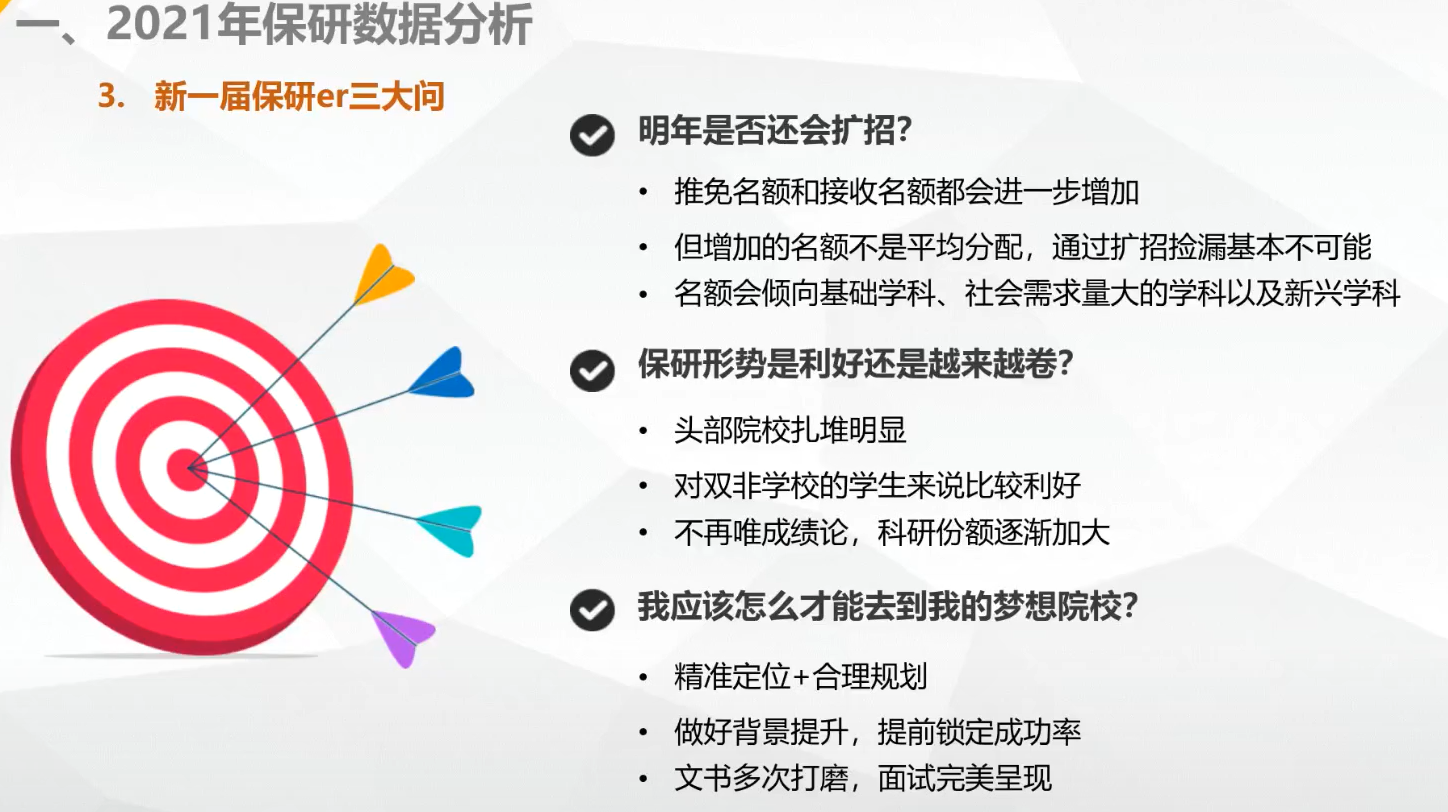 一、2021年保研数据分析
3. 新一届保研er三大问
明年是否还会扩招？
• 推免名额和接收名额都会进一步增加
• 但增加的名额不是平均分配，通过扩招捡漏基本不可能
• 名额会倾向基础学科、社会需求量大的学科以及新兴学科
保研形势是利好还是越来越卷？
• 头部院校扎堆明显
• 对双非学校的学生来说比较利好
• 不再唯成绩论，科研份额逐渐加大
我应该怎么才能去到我的梦想院校？
• 精准定位+合理规划
• 做好背景提升，提前锁定成功率
• 文书多次打磨，面试完美呈现